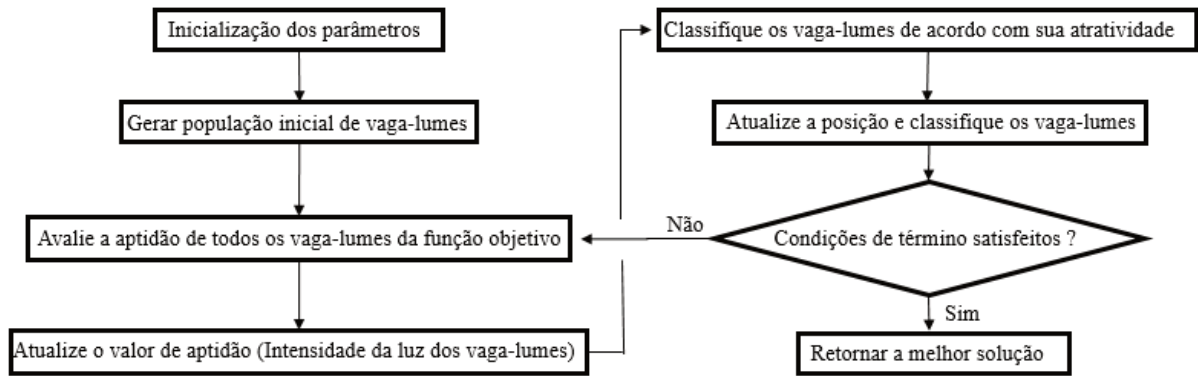 Inicialização dos parâmetros
Gerar população inicial de vaga-lumes
Avalie a aptidão de todos os vaga-lumes da função objetivo
Atualize o valor de aptidão (Intensidade da luz dos vaga-lumes)
Classifique os vaga-lumes de acordo com sua atratividade
Atualize a posição e classifique os vaga-lumes
Condições de término satisfeitos ?
Não
Sim
Retornar a melhor solução